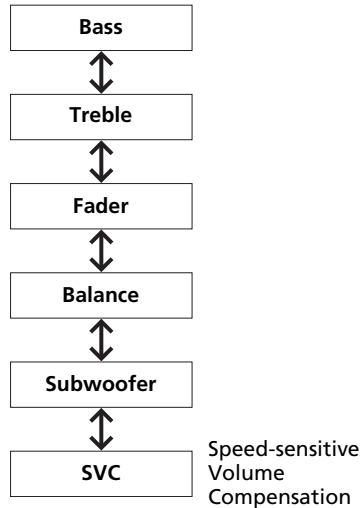 Bass
Treble
Fader
Balance
Subwoofer
SVC
Speed-sensitive
Volume
Compensation